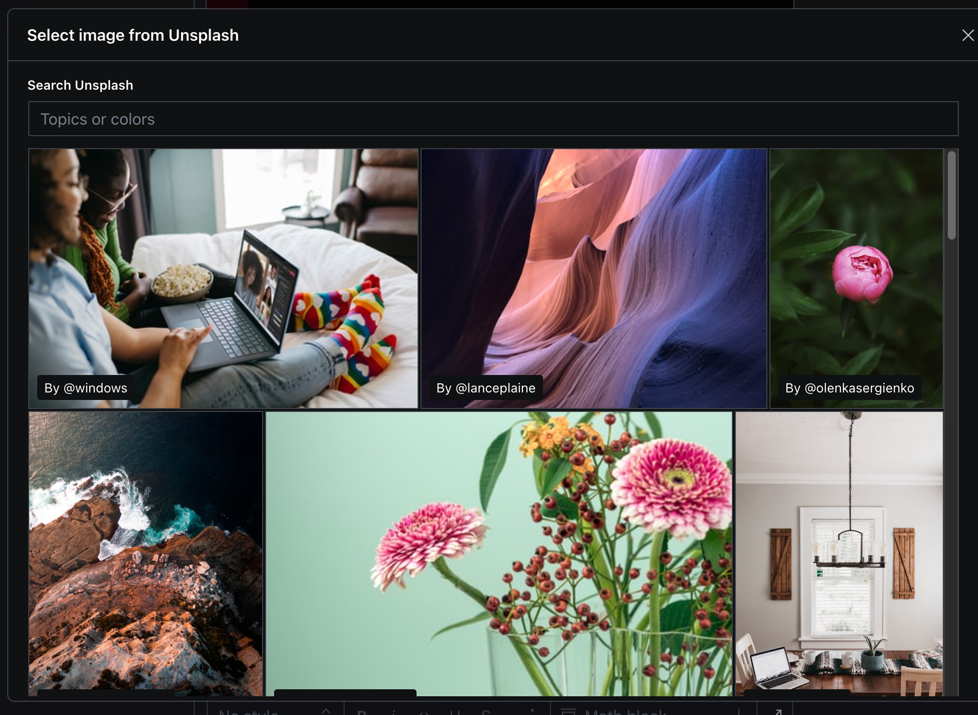 Select image from Unsplash
Search Unsplash
Topics or colors
By @windows
By @lanceplaine
By @olenkasergienko